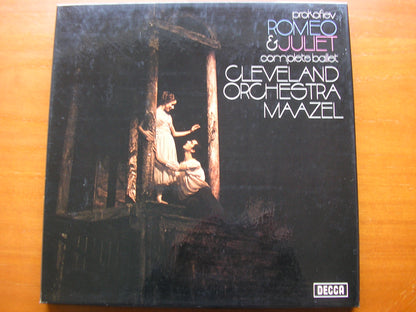 prokofiev
ROMEO
&JULIET
complete ballet
CLEVELAND
ORCHESTRA
MAAZEL
DECCA